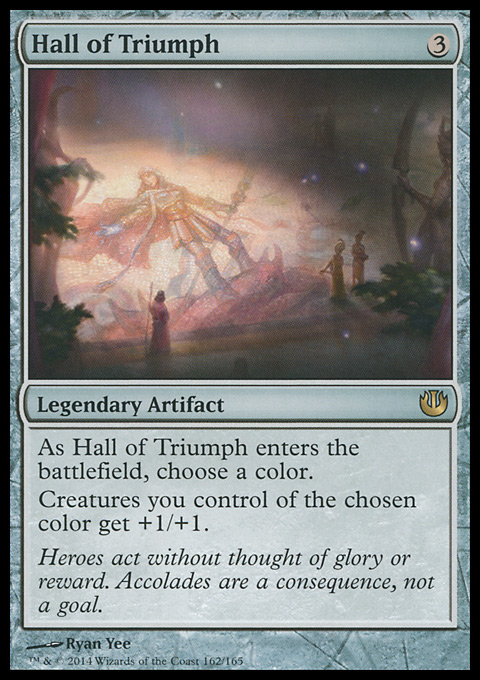 Hall of Triumph 3
Legendary Artifact
As Hall of Triumph enters the
battlefield, choose a color.
Creatures you control of the chosen
color get +1/+1.
Heroes act without thought of glory or
reward. Accolades are a consequence, not
a goal.
Ryan Yee
™ & © 2014 Wizards of the Coast 162/165